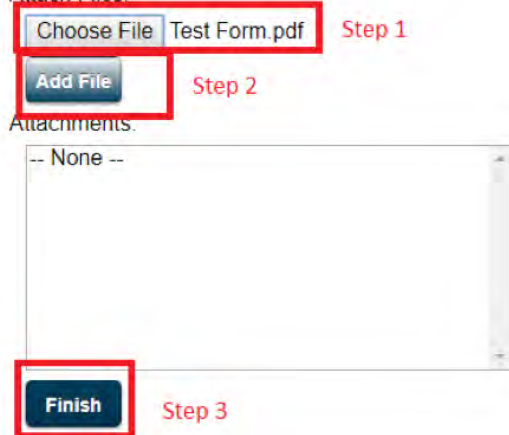 Choose File Test Form.pdf Step 1
Add File Step 2
Attachments:
-- None --
Finish Step 3